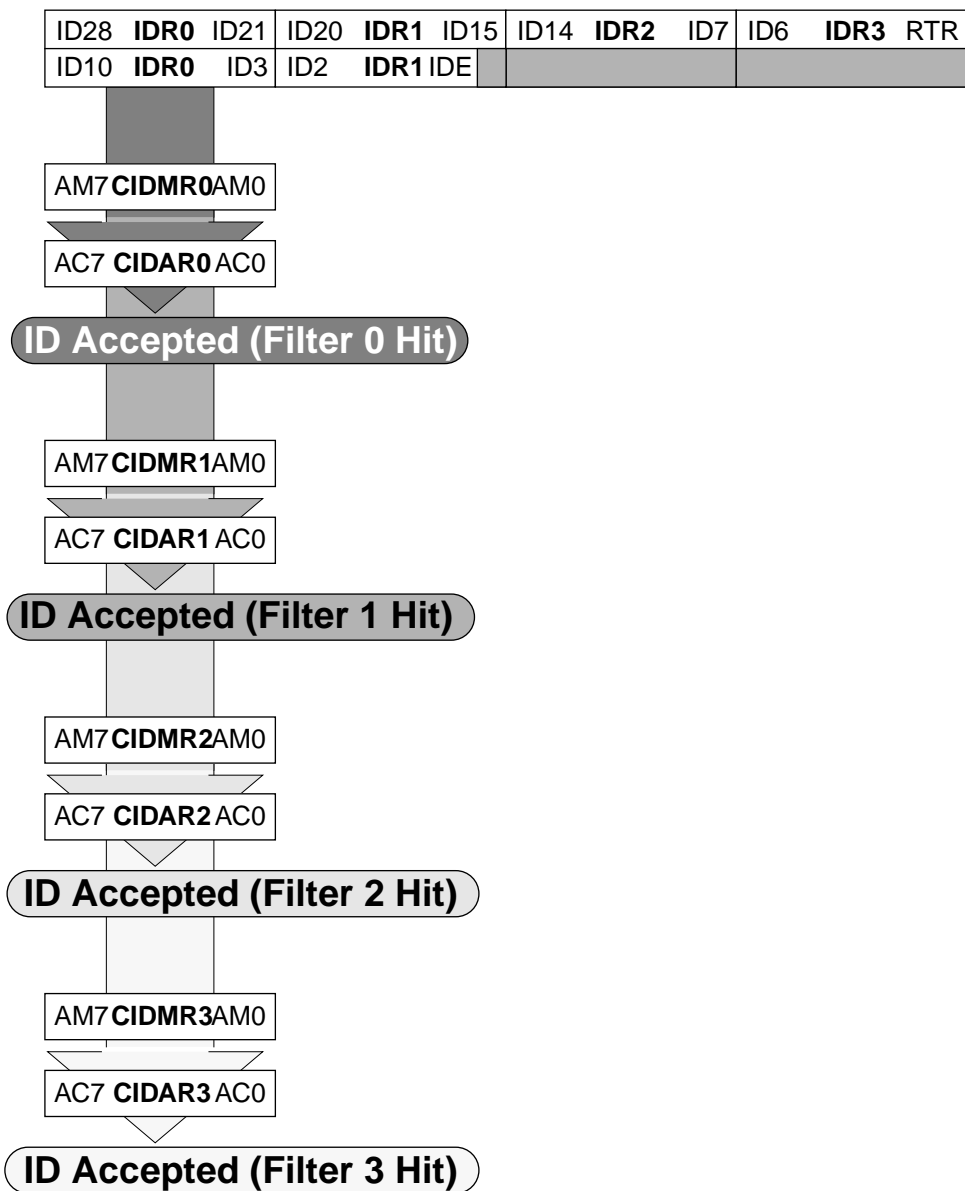 ID28 IDR0 ID21 ID20 IDR1 ID15 ID14 IDR2 ID7 ID6 IDR3 RTR
ID10 IDR0 ID3 ID2 IDR1 IDE
AM7 CIDMR0 AM0
AC7 CIDAR0 AC0
ID Accepted (Filter 0 Hit)
AM7 CIDMR1 AM0
AC7 CIDAR1 AC0
ID Accepted (Filter 1 Hit)
AM7 CIDMR2 AM0
AC7 CIDAR2 AC0
ID Accepted (Filter 2 Hit)
AM7 CIDMR3 AM0
AC7 CIDAR3 AC0
ID Accepted (Filter 3 Hit)